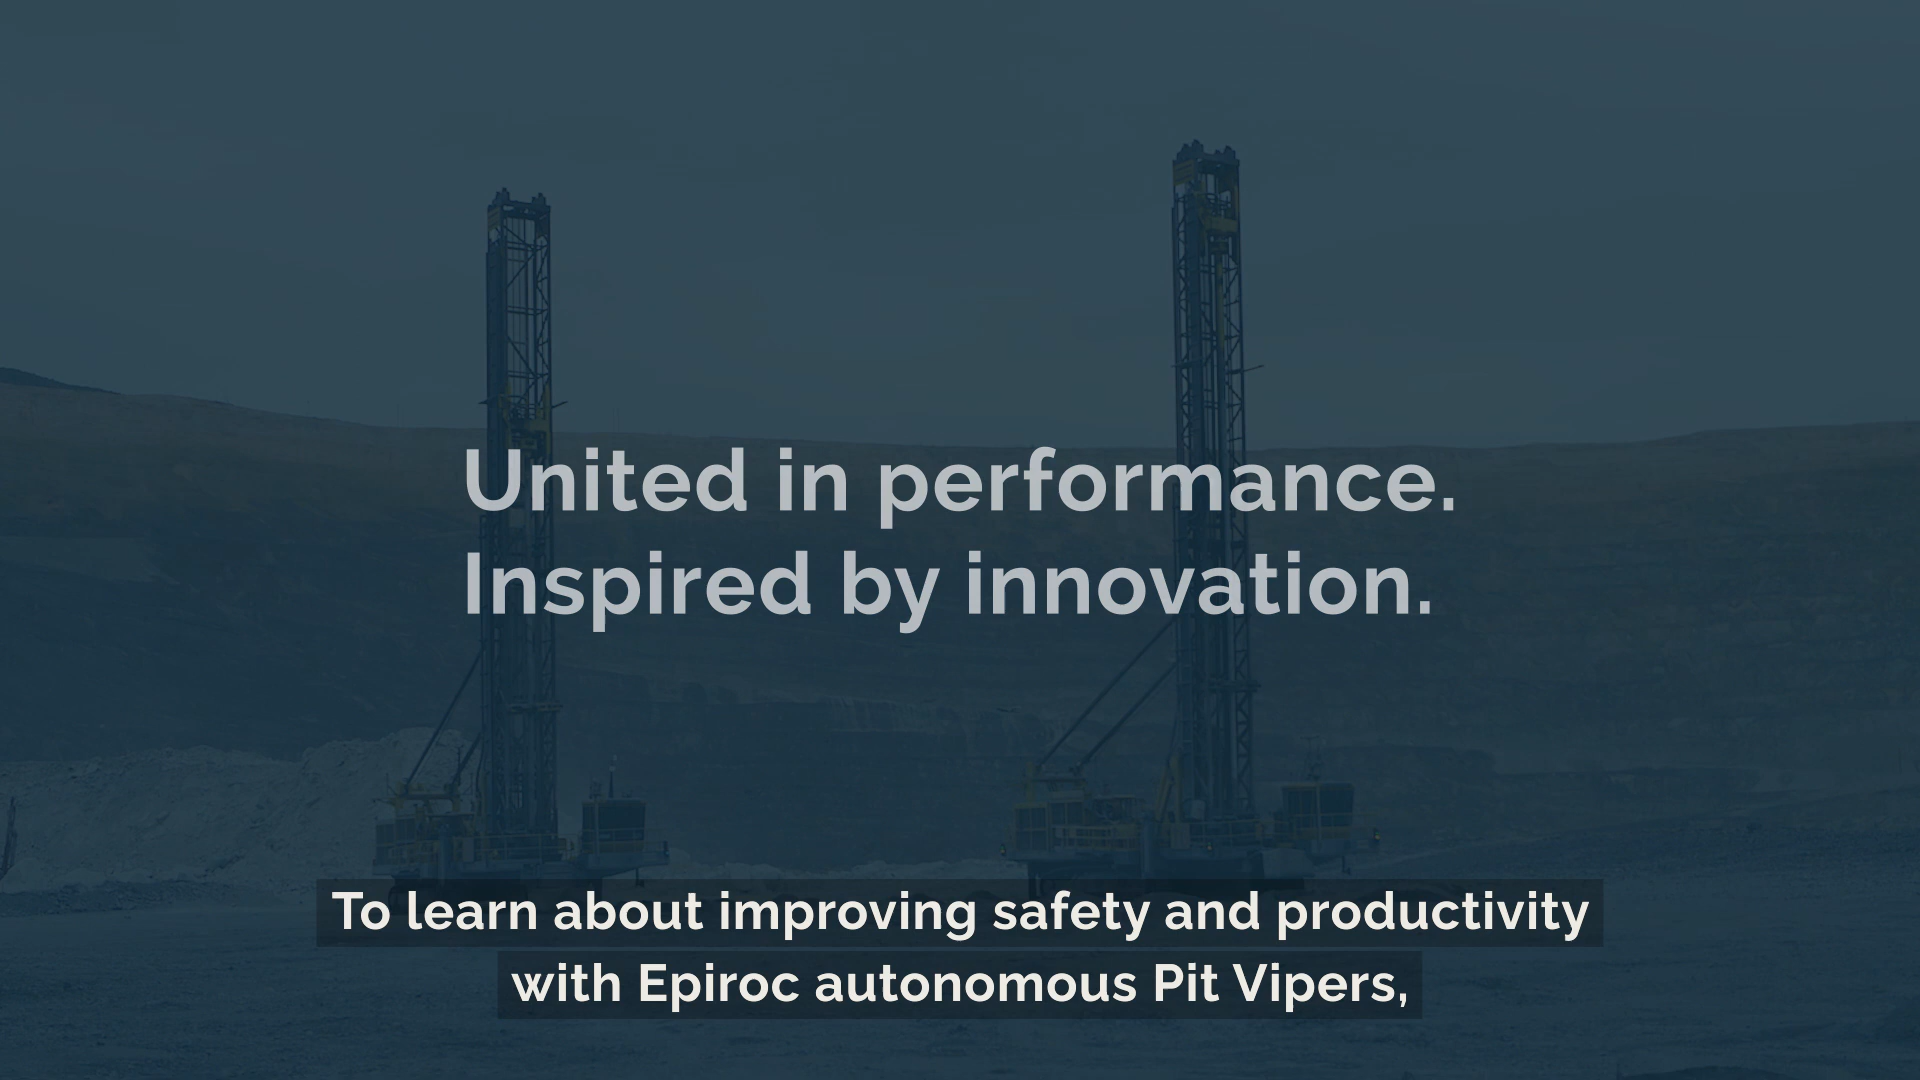 United in performance.
Inspired by innovation.
To learn about improving safety and productivity
with Epiroc autonomous Pit Vipers,